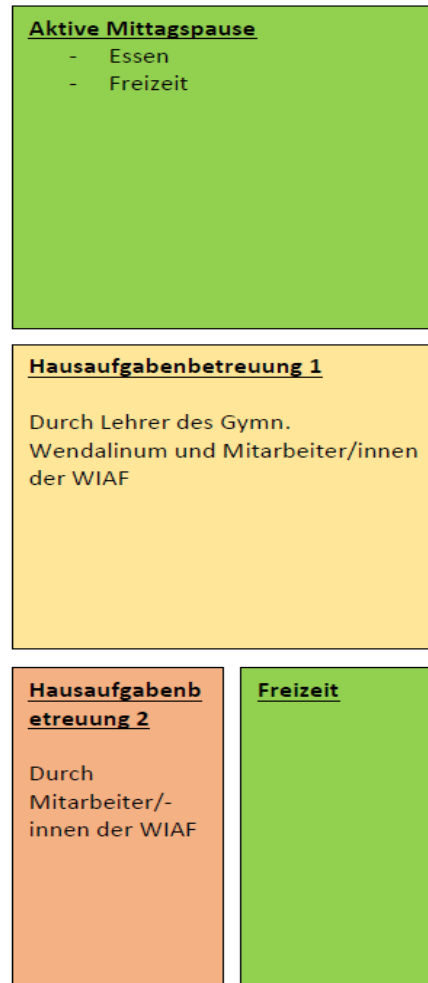 Aktive Mittagspause
- Essen
- Freizeit
Hausaufgabenbetreuung 1
Durch Lehrer des Gymn.
Wendalinum und Mitarbeiter/innen
der WIAF
Hausaufgabenb
etreuung 2
Durch
Mitarbeiter/-
innen der WIAF
Freizeit